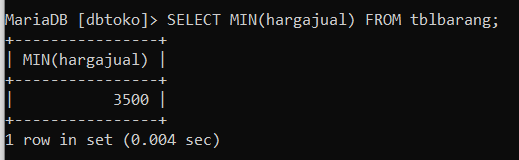 MariaDB [dbtoko]> SELECT MIN(hargajual) FROM tblbarang;
+----------------+
| MIN(hargajual) |
+----------------+
|           3500 |
+----------------+
1 row in set (0.004 sec)